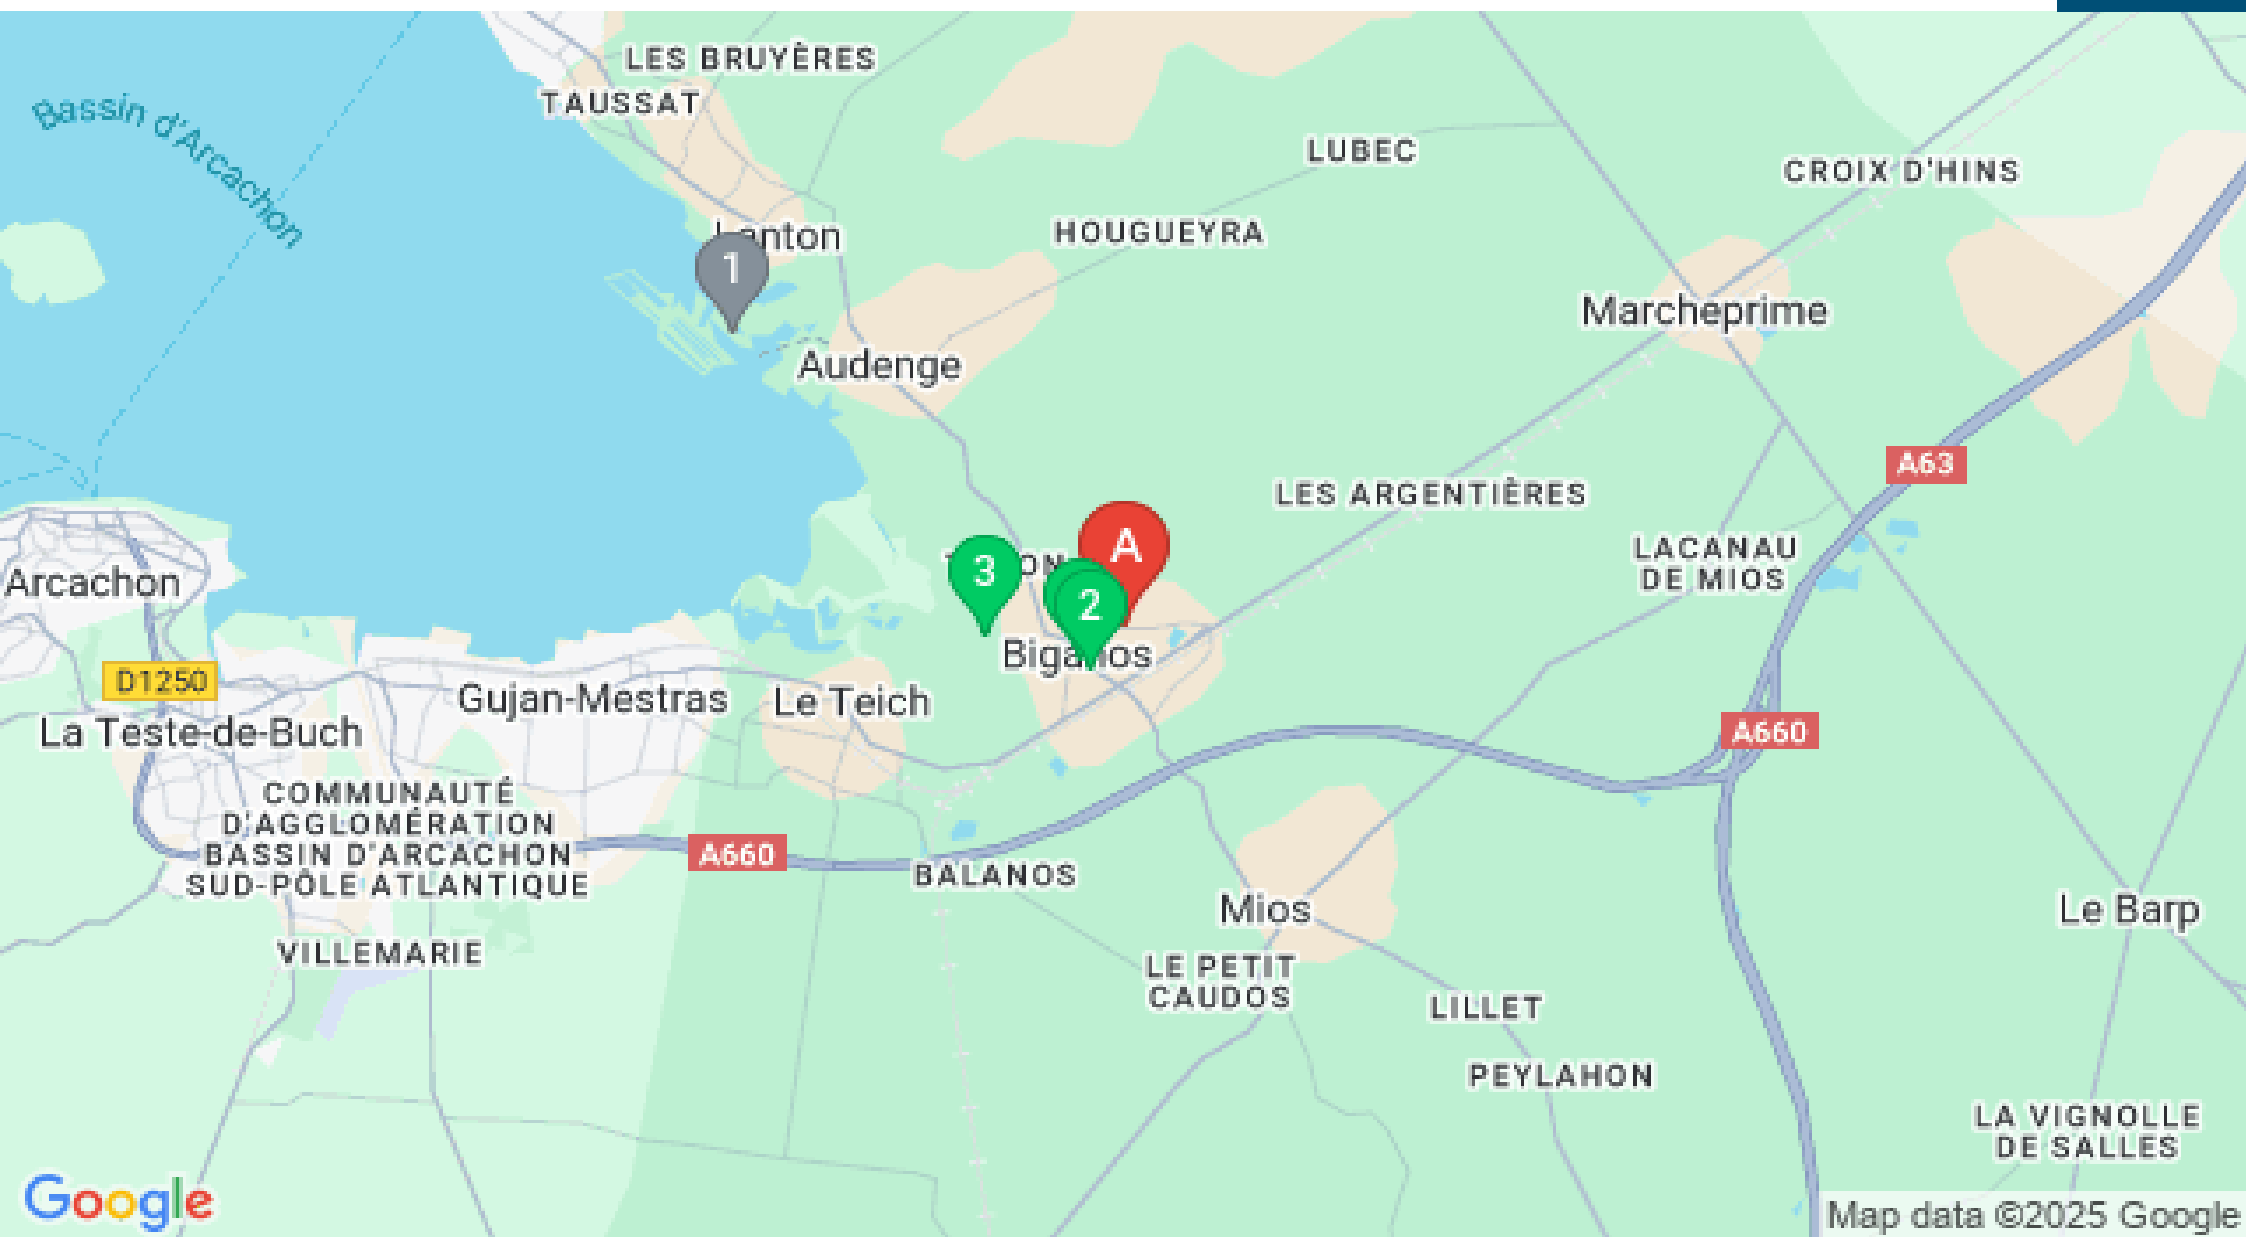 LES BRUYÈRES
TAUSSAT
Bassin d'Arcachon
LUBEC
CROIX D'HINS
HOUGUEYRA
Lanton
1
Marcheprime
Audenge
A63
LES ARGENTIÈRES
A
LACANAU
DE MIOS
3
Arcachon
2
Biganos
D1250
Gujan-Mestras
Le Teich
La Teste-de-Buch
A660
COMMUNAUTÉ
D'AGGLOMÉRATION
BASSIN D'ARCACHON
SUD-PÔLE ATLANTIQUE
A660
BALANOS
Mios
Le Barp
VILLEMARIE
LE PETIT
CAUDOS
LILLET
PEYLAHON
LA VIGNOLLE
DE SALLES
Google
Map data ©2025 Google